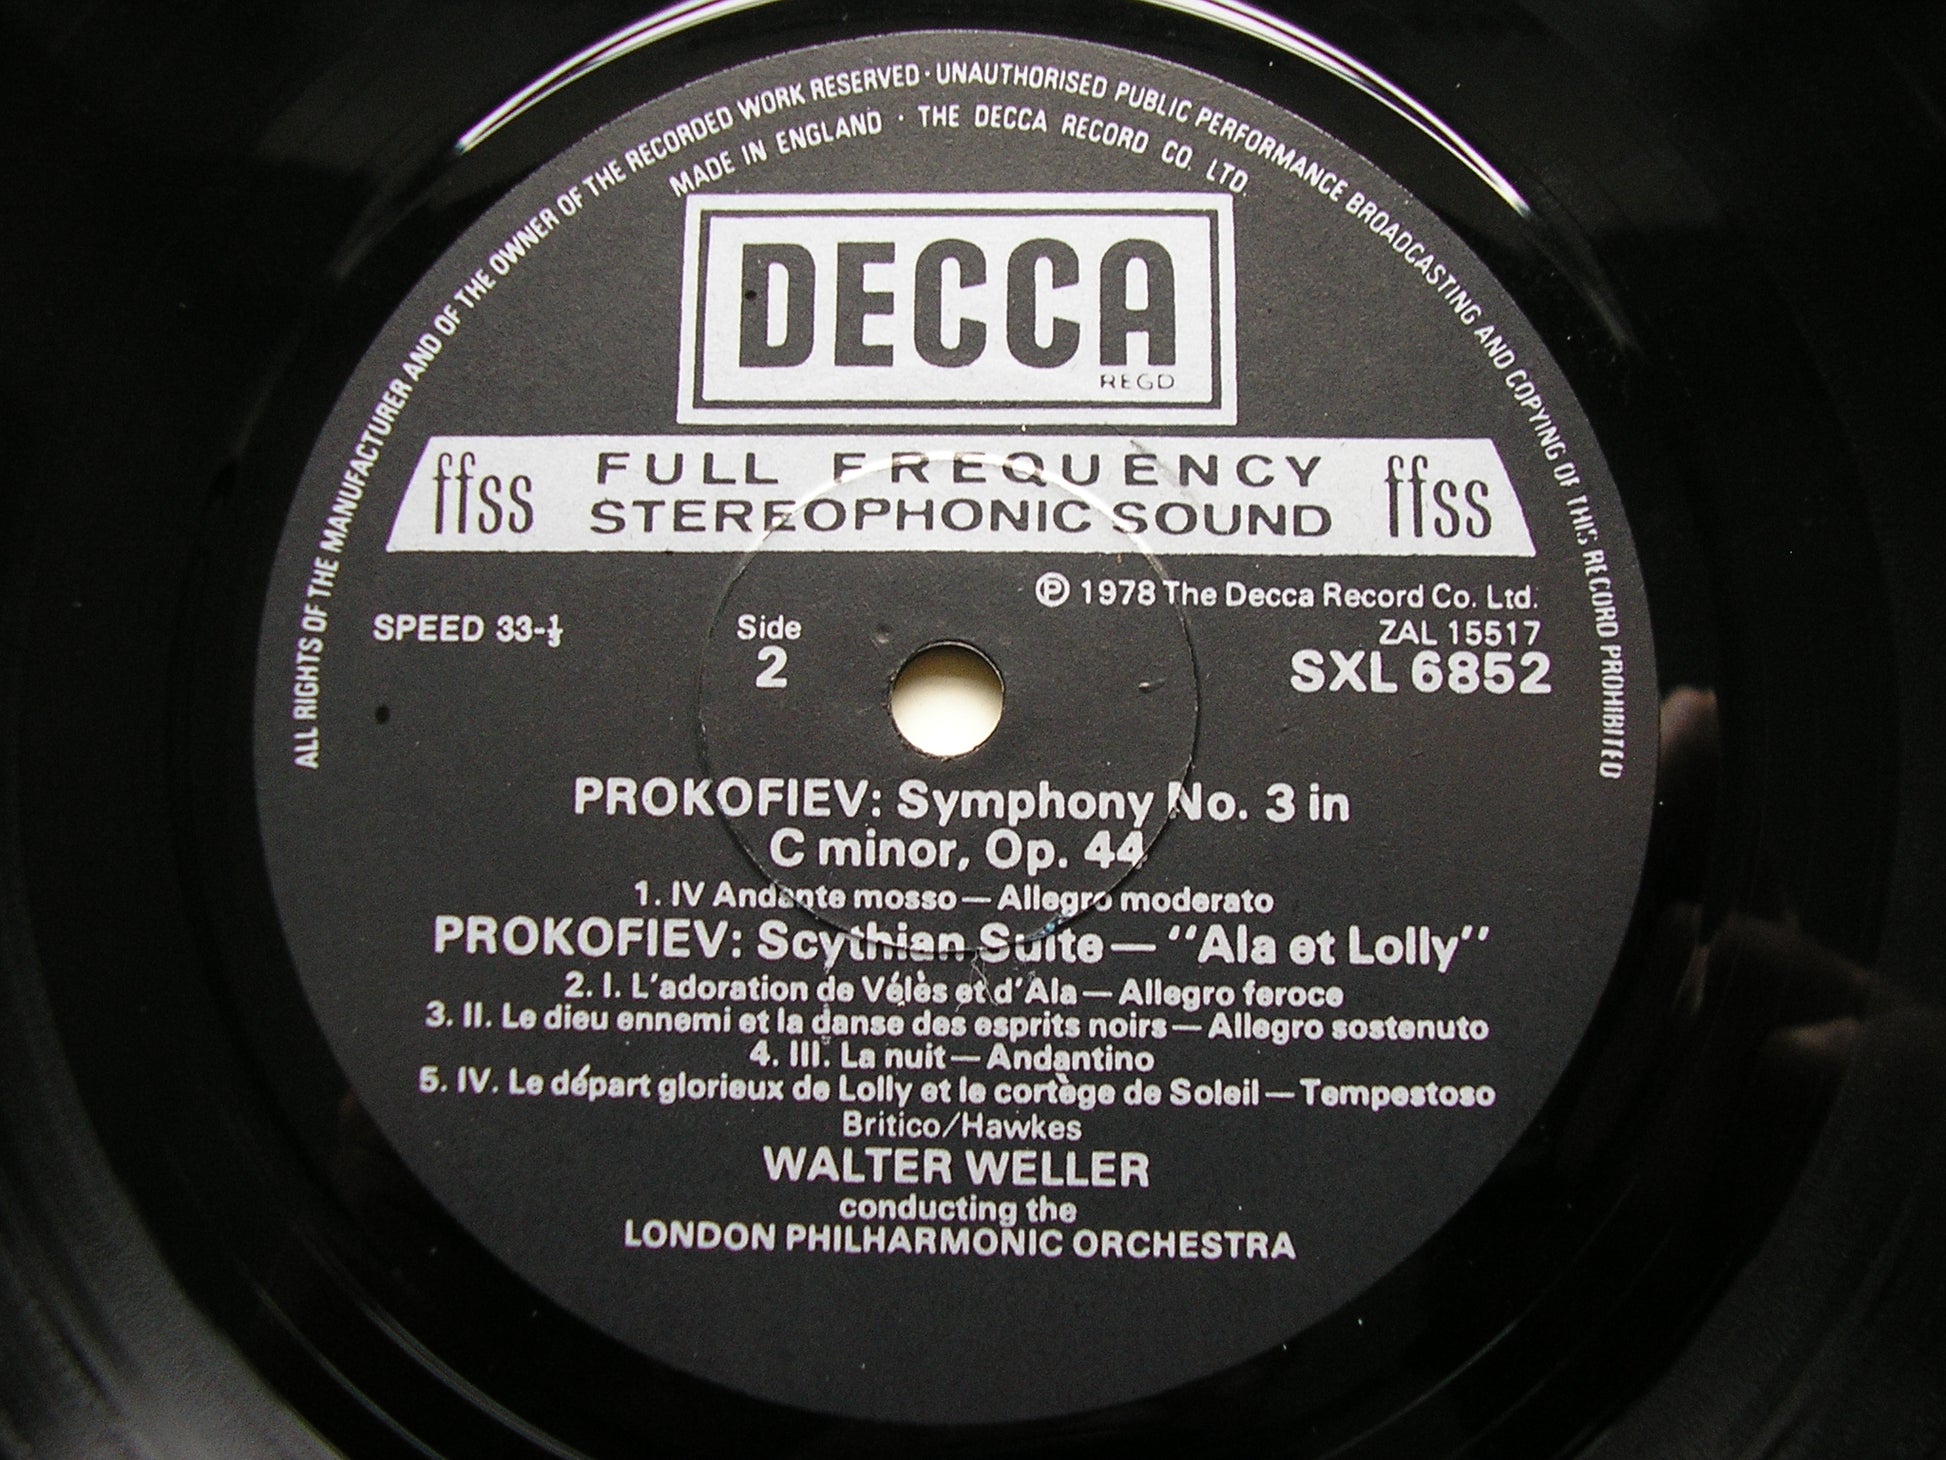 ALL RIGHTS OF THE MANUFACTURER AND OF THE OWNER OF THE RECORDED WORK RESERVED · UNAUTHORISED PUBLIC PERFORMANCE BROADCASTING AND COPYING OF THIS RECORD PROHIBITED
MADE IN ENGLAND · THE DECCA RECORD CO. LTD.
DECCA
REGD
ffss FULL FREQUENCY ffss
STEREOPHONIC SOUND
℗ 1978 The Decca Record Co. Ltd.
SPEED 33-⅓ Side ZAL 15517
2 SXL 6852
PROKOFIEV: Symphony No. 3 in
C minor, Op. 44
1. IV Andante mosso — Allegro moderato
PROKOFIEV: Scythian Suite — “Ala et Lolly”
2. I. L'adoration de Vélès et d'Ala — Allegro feroce
3. II. Le dieu ennemi et la danse des esprits noirs — Allegro sostenuto
4. III. La nuit — Andantino
5. IV. Le départ glorieux de Lolly et le cortège de Soleil — Tempestoso
Britico/Hawkes
WALTER WELLER
conducting the
LONDON PHILHARMONIC ORCHESTRA